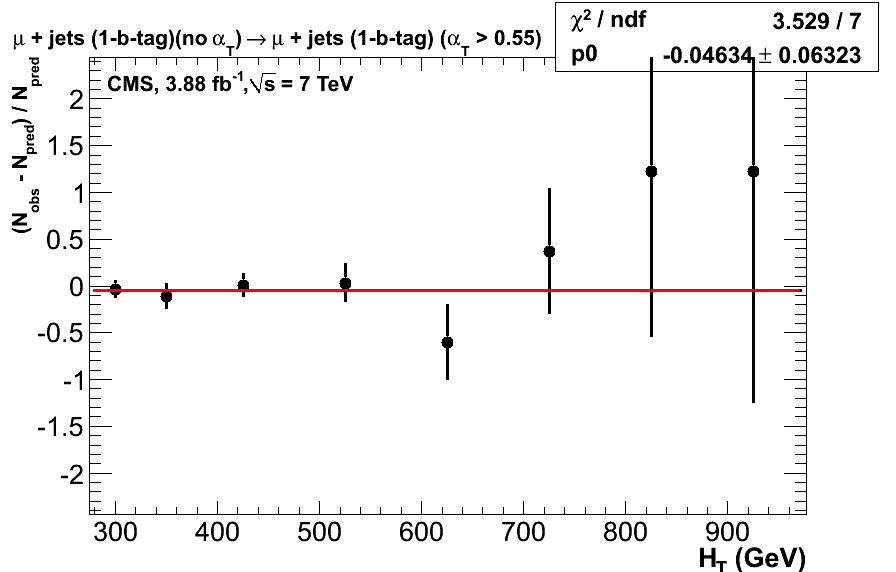 μ + jets (1-b-tag)(no α_T) → μ + jets (1-b-tag) (α_T > 0.55)
χ² / ndf 3.529 / 7
p0 -0.04634 ± 0.06323
CMS, 3.88 fb⁻¹,√s = 7 TeV
(N_obs - N_pred) / N_pred
2
1.5
1
0.5
0
-0.5
-1
-1.5
-2
300 400 500 600 700 800 900
H_T (GeV)